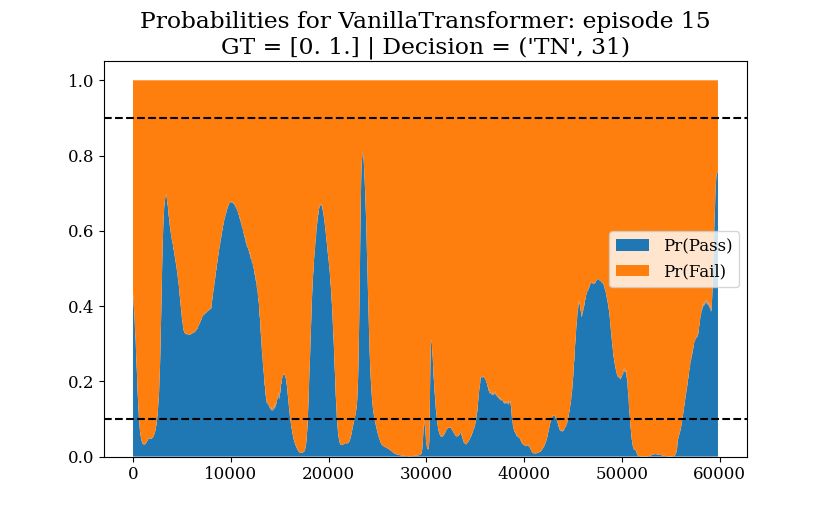 Probabilities for VanillaTransformer: episode 15
GT = [0. 1.] | Decision = ('TN', 31)
1.0
0.8
0.6
0.4
0.2
0.0
Pr(Pass)
Pr(Fail)
0 10000 20000 30000 40000 50000 60000